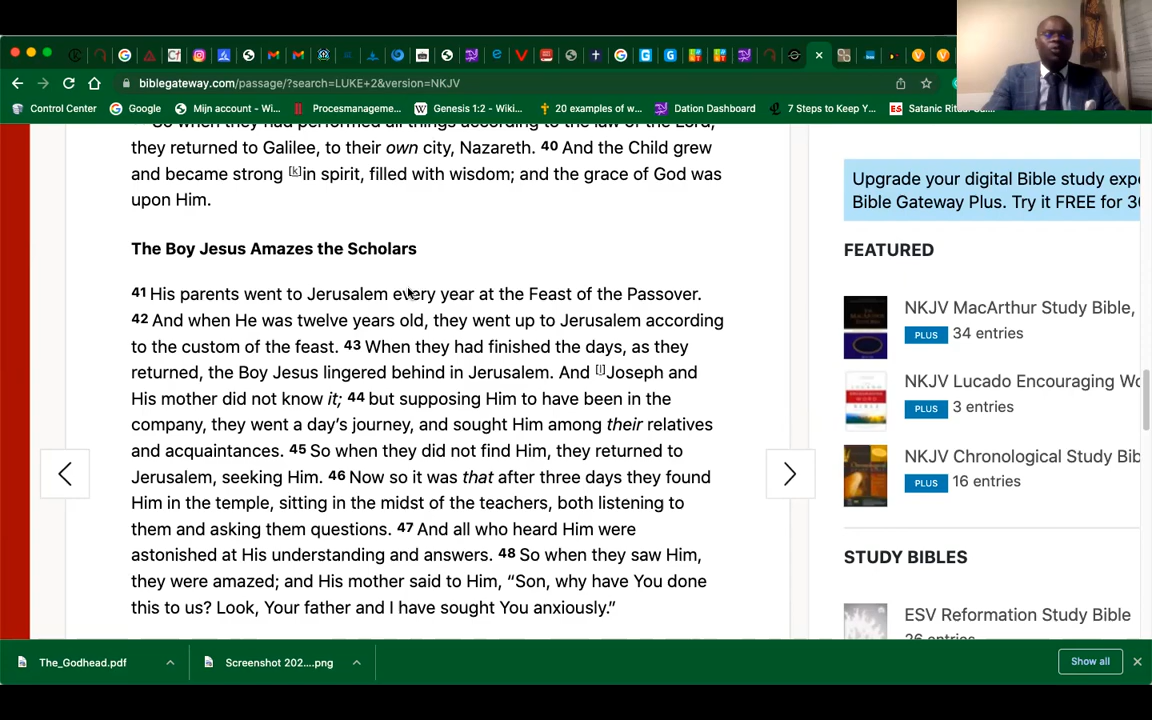 biblegateway.com/passage/?search=LUKE+2&version=NKJV
Control Center
Google
Mijn account - Wi...
Procesmanageme...
Genesis 1:2 - Wiki...
20 examples of w...
Dation Dashboard
7 Steps to Keep Y...
Satanic Ritual
So when they had performed all things according to the law of the Lord,
they returned to Galilee, to their own city, Nazareth. 40 And the Child grew
and became strong [k]in spirit, filled with wisdom; and the grace of God was
upon Him.
The Boy Jesus Amazes the Scholars
41 His parents went to Jerusalem every year at the Feast of the Passover.
42 And when He was twelve years old, they went up to Jerusalem according
to the custom of the feast. 43 When they had finished the days, as they
returned, the Boy Jesus lingered behind in Jerusalem. And [l]Joseph and
His mother did not know it; 44 but supposing Him to have been in the
company, they went a day’s journey, and sought Him among their relatives
and acquaintances. 45 So when they did not find Him, they returned to
Jerusalem, seeking Him. 46 Now so it was that after three days they found
Him in the temple, sitting in the midst of the teachers, both listening to
them and asking them questions. 47 And all who heard Him were
astonished at His understanding and answers. 48 So when they saw Him,
they were amazed; and His mother said to Him, “Son, why have You done
this to us? Look, Your father and I have sought You anxiously.”
Upgrade your digital Bible study exp
Bible Gateway Plus. Try it FREE for 3
FEATURED
NKJV MacArthur Study Bible,
PLUS 34 entries
NKJV Lucado Encouraging Wo
PLUS 3 entries
NKJV Chronological Study Bib
PLUS 16 entries
STUDY BIBLES
ESV Reformation Study Bible
26 entries
The_Godhead.pdf
Screenshot 202....png
Show all